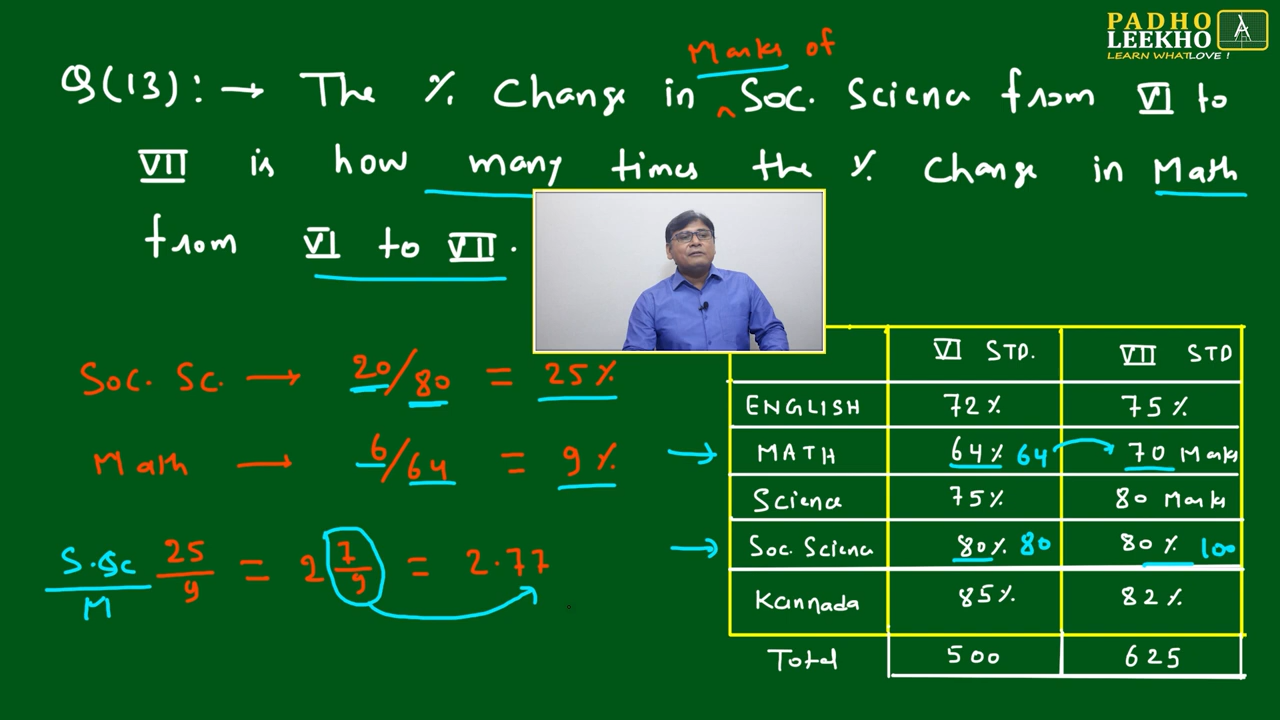 PADHO
LEEKHO
LEARN WHAT LOVE !
Marks of
Q(13): → The % Change in ^ Soc. Scienc from VI to
VII is how many times the % Change in Math
from VI to VII.
Soc. Sc. → 20/80 = 25%
Math → 6/64 = 9%
S.Sc/M 25/9 = 2 7/9 = 2.77
VI STD. VII STD
ENGLISH 72% 75%
→ MATH 64% 64 70 Marks
Science 75% 80 Marks
→ Soc. Scienc 80% 80 80% 100
Kannada 85% 82%
Total 500 625